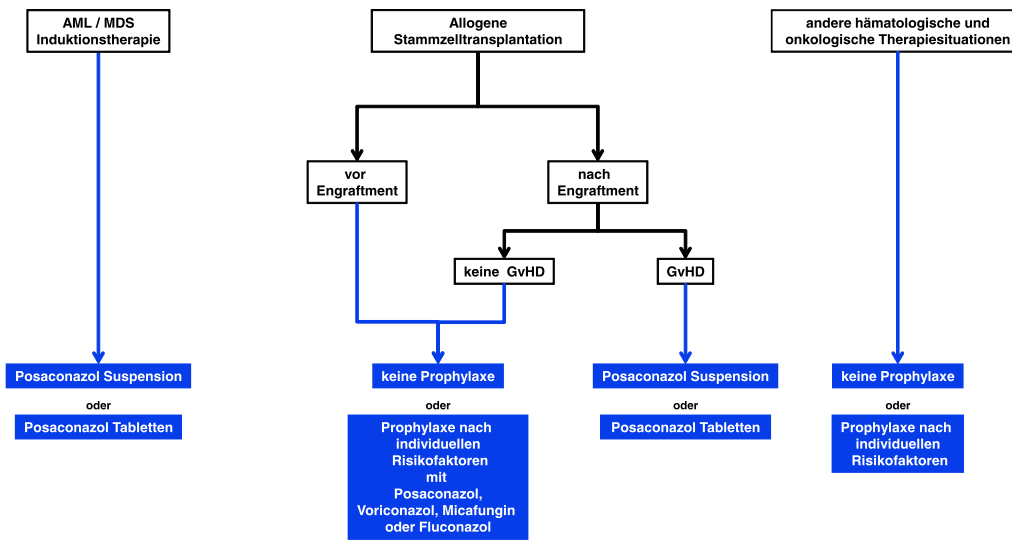 AML / MDS
Induktionstherapie
Allogene
Stammzelltransplantation
andere hämatologische und
onkologische Therapiesituationen
vor
Engraftment
nach
Engraftment
keine GvHD
GvHD
Posaconazol Suspension
oder
Posaconazol Tabletten
keine Prophylaxe
oder
Prophylaxe nach
individuellen
Risikofaktoren
mit
Posaconazol,
Voriconazol, Micafungin
oder Fluconazol
Posaconazol Suspension
oder
Posaconazol Tabletten
keine Prophylaxe
oder
Prophylaxe nach
individuellen
Risikofaktoren